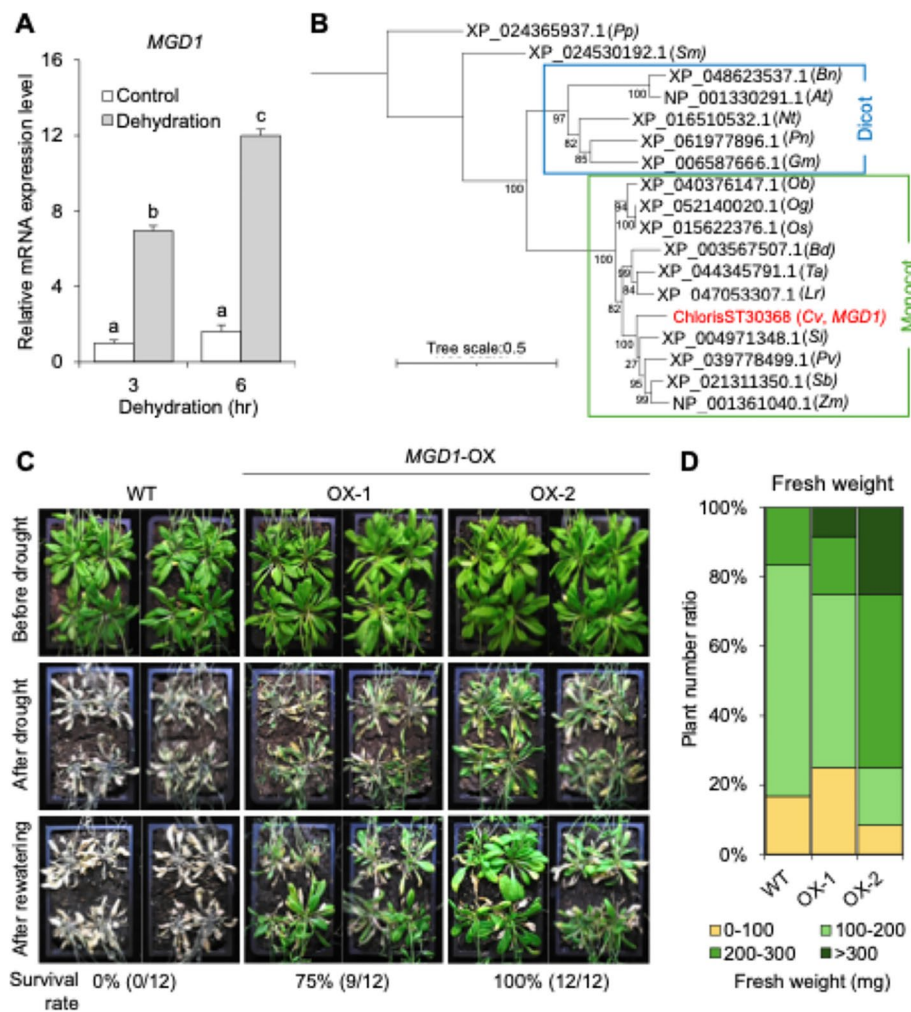 A
MGD1
Relative mRNA expression level
16
12
8
4
0
Control
Dehydration
a
b
a
c
3
6
Dehydration (hr)
B
XP_024365937.1 (Pp)
XP_024530192.1 (Sm)
XP_048623537.1 (Bn)
NP_001330291.1 (At)
XP_016510532.1 (Nt)
XP_061977896.1 (Pn)
XP_006587666.1 (Gm)
XP_040376147.1 (Ob)
XP_052140020.1 (Og)
XP_015622376.1 (Os)
XP_003567507.1 (Bd)
XP_044345791.1 (Ta)
XP_047053307.1 (Lr)
ChlorisST30368 (Cv, MGD1)
XP_004971348.1 (Si)
XP_039778499.1 (Pv)
XP_021311350.1 (Sb)
NP_001361040.1 (Zm)
100
97
82
85
100
94
100
100
99
84
82
100
27
95
99
Dicot
Monocot
Tree scale:0.5
C
MGD1-OX
WT
OX-1
OX-2
Before drought
After drought
After rewatering
Survival
rate
0% (0/12)
75% (9/12)
100% (12/12)
D
Fresh weight
Plant number ratio
100%
80%
60%
40%
20%
0%
WT
OX-1
OX-2
0-100
100-200
200-300
>300
Fresh weight (mg)